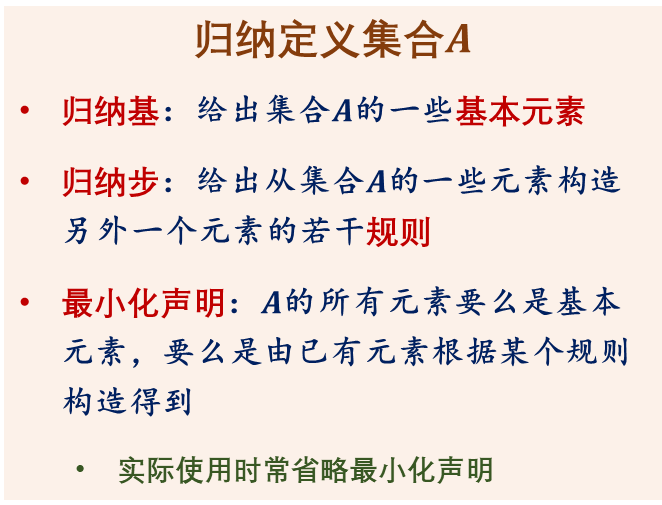 归纳定义集合A
• 归纳基：给出集合A的一些基本元素
• 归纳步：给出从集合A的一些元素构造
另外一个元素的若干规则
• 最小化声明：A的所有元素要么是基本
元素，要么是由已有元素根据某个规则
构造得到
• 实际使用时常省略最小化声明